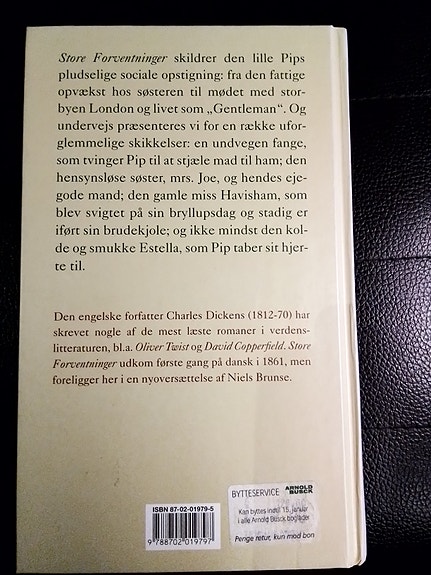 Store Forventninger skildrer den lille Pips
pludselige sociale opstigning: fra den fattige
opvækst hos søsteren til mødet med stor-
byen London og livet som „Gentleman". Og
undervejs præsenteres vi for en række ufor-
glemmelige skikkelser: en undvegen fange,
som tvinger Pip til at stjæle mad til ham; den
hensynsløse søster, mrs. Joe, og hendes eje-
gode mand; den gamle miss Havisham, som
blev svigtet på sin bryllupsdag og stadig er
iført sin brudekjole; og ikke mindst den kol-
de og smukke Estella, som Pip taber sit hjer-
te til.
Den engelske forfatter Charles Dickens (1812-70) har
skrevet nogle af de mest læste romaner i verdens-
litteraturen, bl.a. Oliver Twist og David Copperfield. Store
Forventninger udkom første gang på dansk i 1861, men
foreligger her i en nyoversættelse af Niels Brunse.
ISBN 87-02-01979-5
9 788702 019797
BYTTESERVICE ARNOLD BUSCK
Kan byttes indtil 15. januar
i alle Arnold Busck boglader
Penge retur, kun mod bon